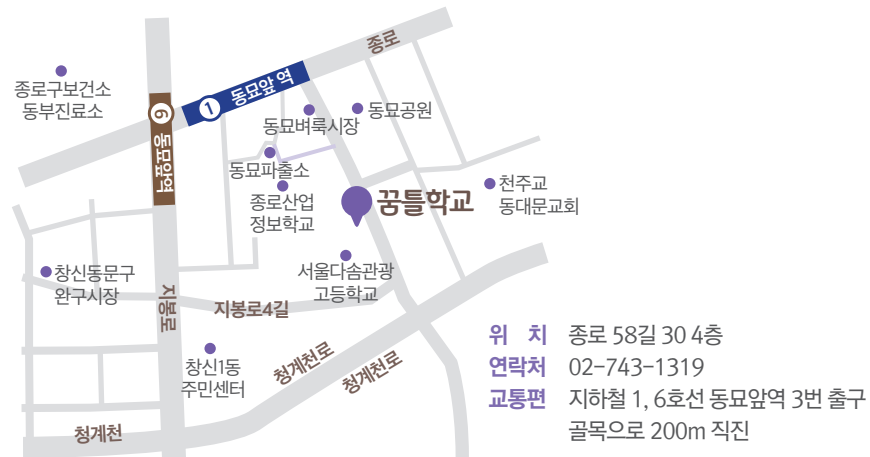 종로
종로구보건소
동부진료소
1 동묘앞 역
6 동묘앞역
동묘벼룩시장
동묘공원
동묘파출소
종로산업
정보학교
꿈틀학교
천주교
동대문교회
창신동문구
완구시장
지봉로
서울다솜관광
고등학교
지봉로4길
창신1동
주민센터
청계천로
청계천로
청계천
위 치 종로 58길 30 4층
연락처 02-743-1319
교통편 지하철 1, 6호선 동묘앞역 3번 출구
골목으로 200m 직진